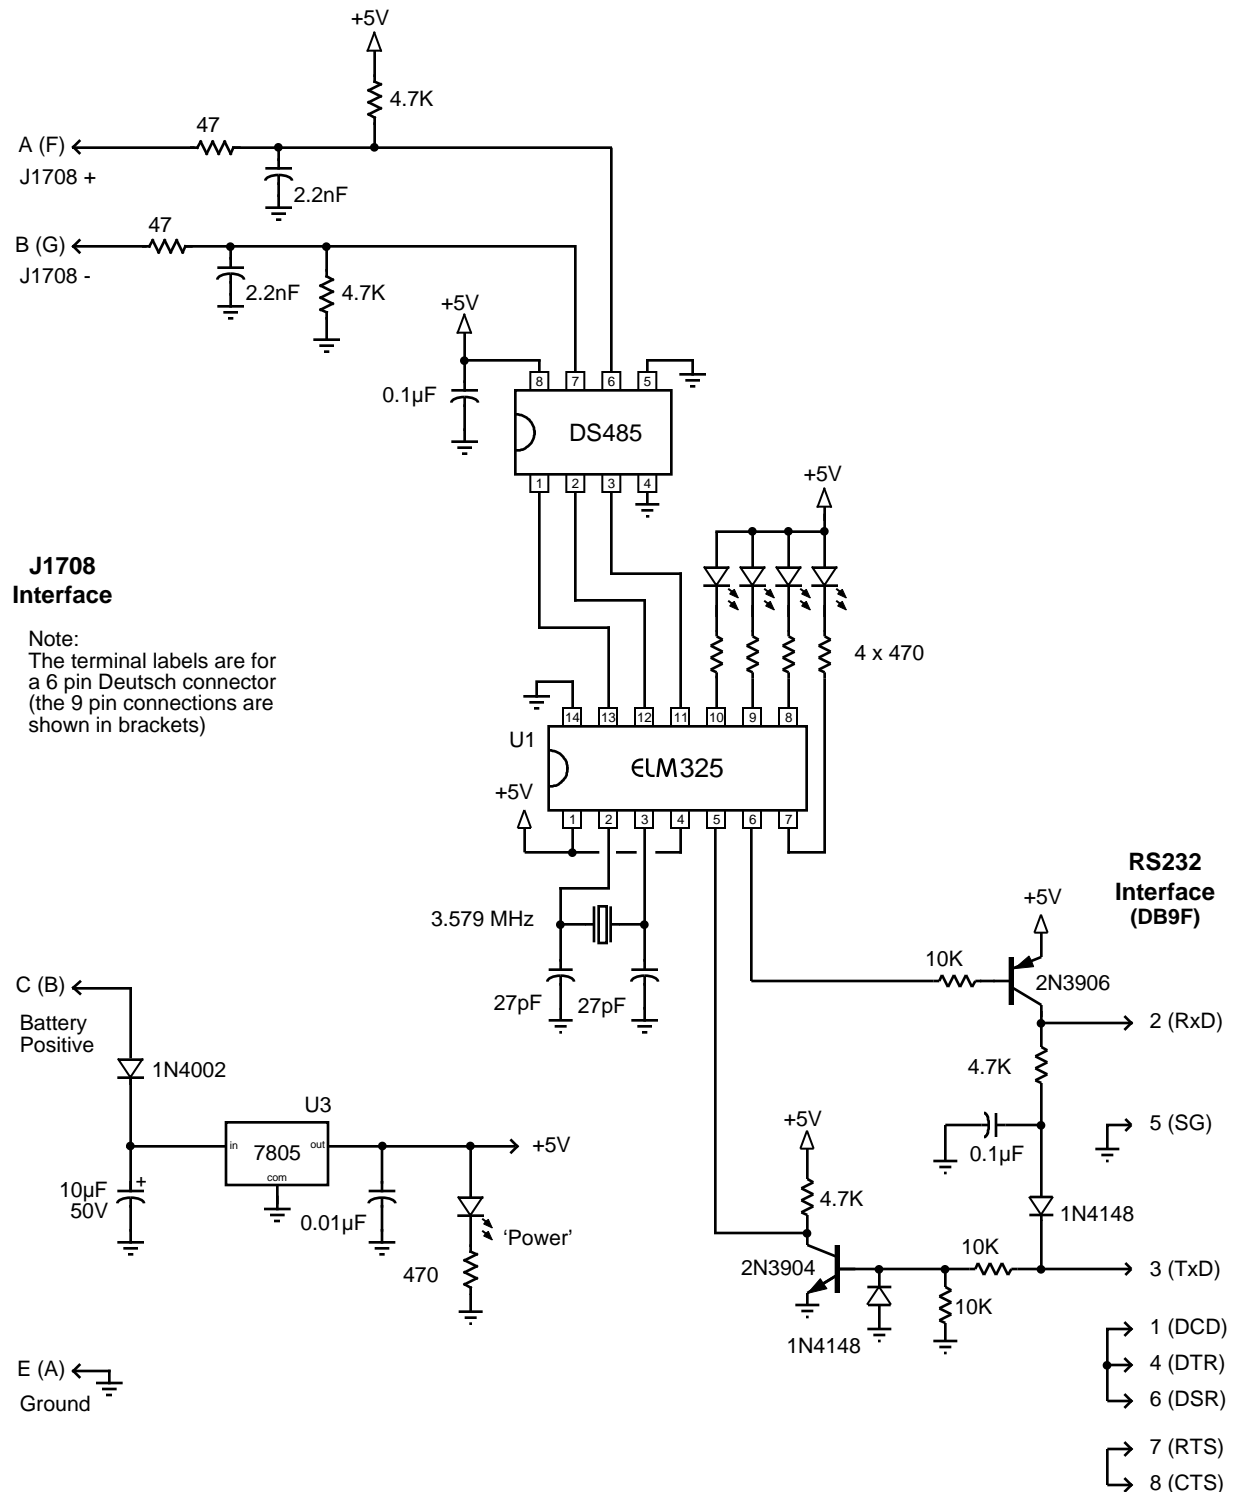 +5V
4.7K
47
A (F)
J1708 +
2.2nF
47
B (G)
J1708 -
2.2nF
4.7K
+5V
0.1µF
8 7 6 5
DS485
1 2 3 4
+5V
J1708
Interface
Note:
The terminal labels are for
a 6 pin Deutsch connector
(the 9 pin connections are
shown in brackets)
4 x 470
14 13 12 11 10 9 8
U1
ELM325
+5V
1 2 3 4 5 6 7
RS232
Interface
(DB9F)
+5V
3.579 MHz
27pF
27pF
10K
2N3906
2 (RxD)
4.7K
C (B)
Battery
Positive
1N4002
U3
in
7805
out
com
+5V
10µF
50V
+
0.01µF
'Power'
470
+5V
4.7K
0.1µF
5 (SG)
1N4148
2N3904
10K
3 (TxD)
10K
1N4148
1 (DCD)
4 (DTR)
6 (DSR)
7 (RTS)
8 (CTS)
E (A)
Ground